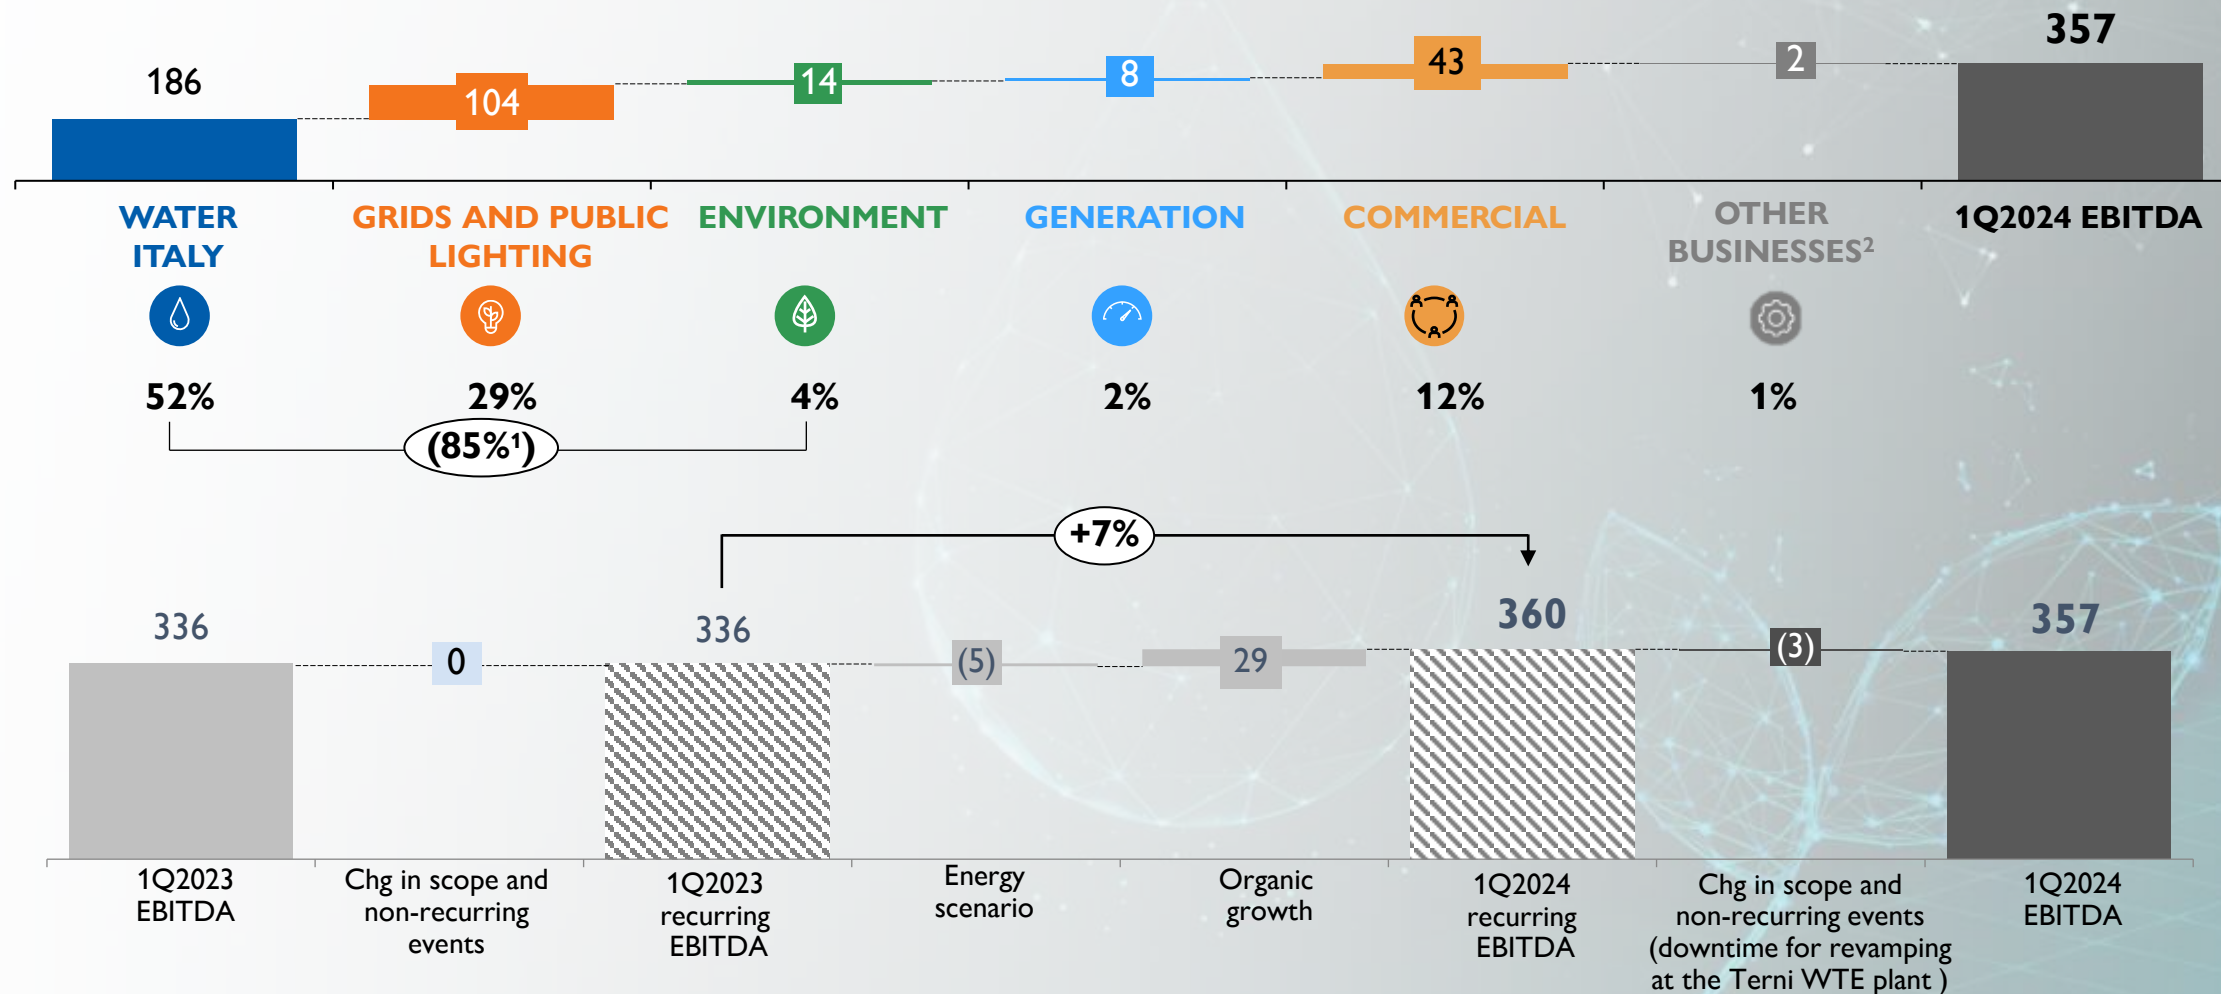 357
186
104
14
8
43
2
WATER
ITALY
GRIDS AND PUBLIC
LIGHTING
ENVIRONMENT
GENERATION
COMMERCIAL
OTHER
BUSINESSES²
1Q2024 EBITDA
52%
29%
4%
2%
12%
1%
(85%¹)
+7%
336
0
336
(5)
29
360
(3)
357
1Q2023
EBITDA
Chg in scope and
non-recurring
events
1Q2023
recurring
EBITDA
Energy
scenario
Organic
growth
1Q2024
recurring
EBITDA
Chg in scope and
non-recurring events
(downtime for revamping
at the Terni WTE plant )
1Q2024
EBITDA